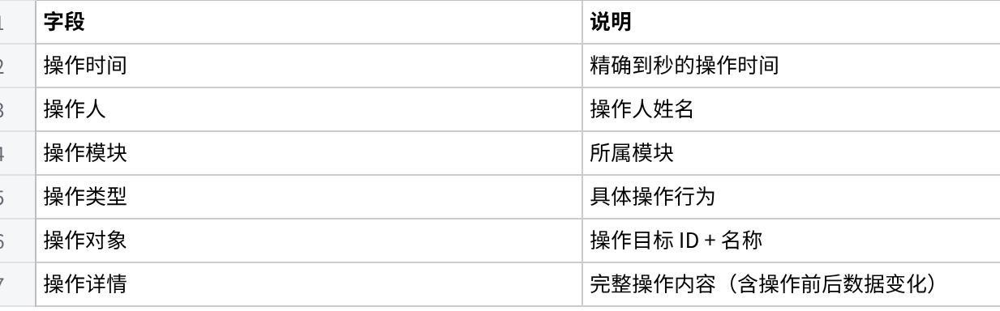 1 字段 说明
2 操作时间 精确到秒的操作时间
3 操作人 操作人姓名
4 操作模块 所属模块
5 操作类型 具体操作行为
6 操作对象 操作目标 ID + 名称
7 操作详情 完整操作内容（含操作前后数据变化）